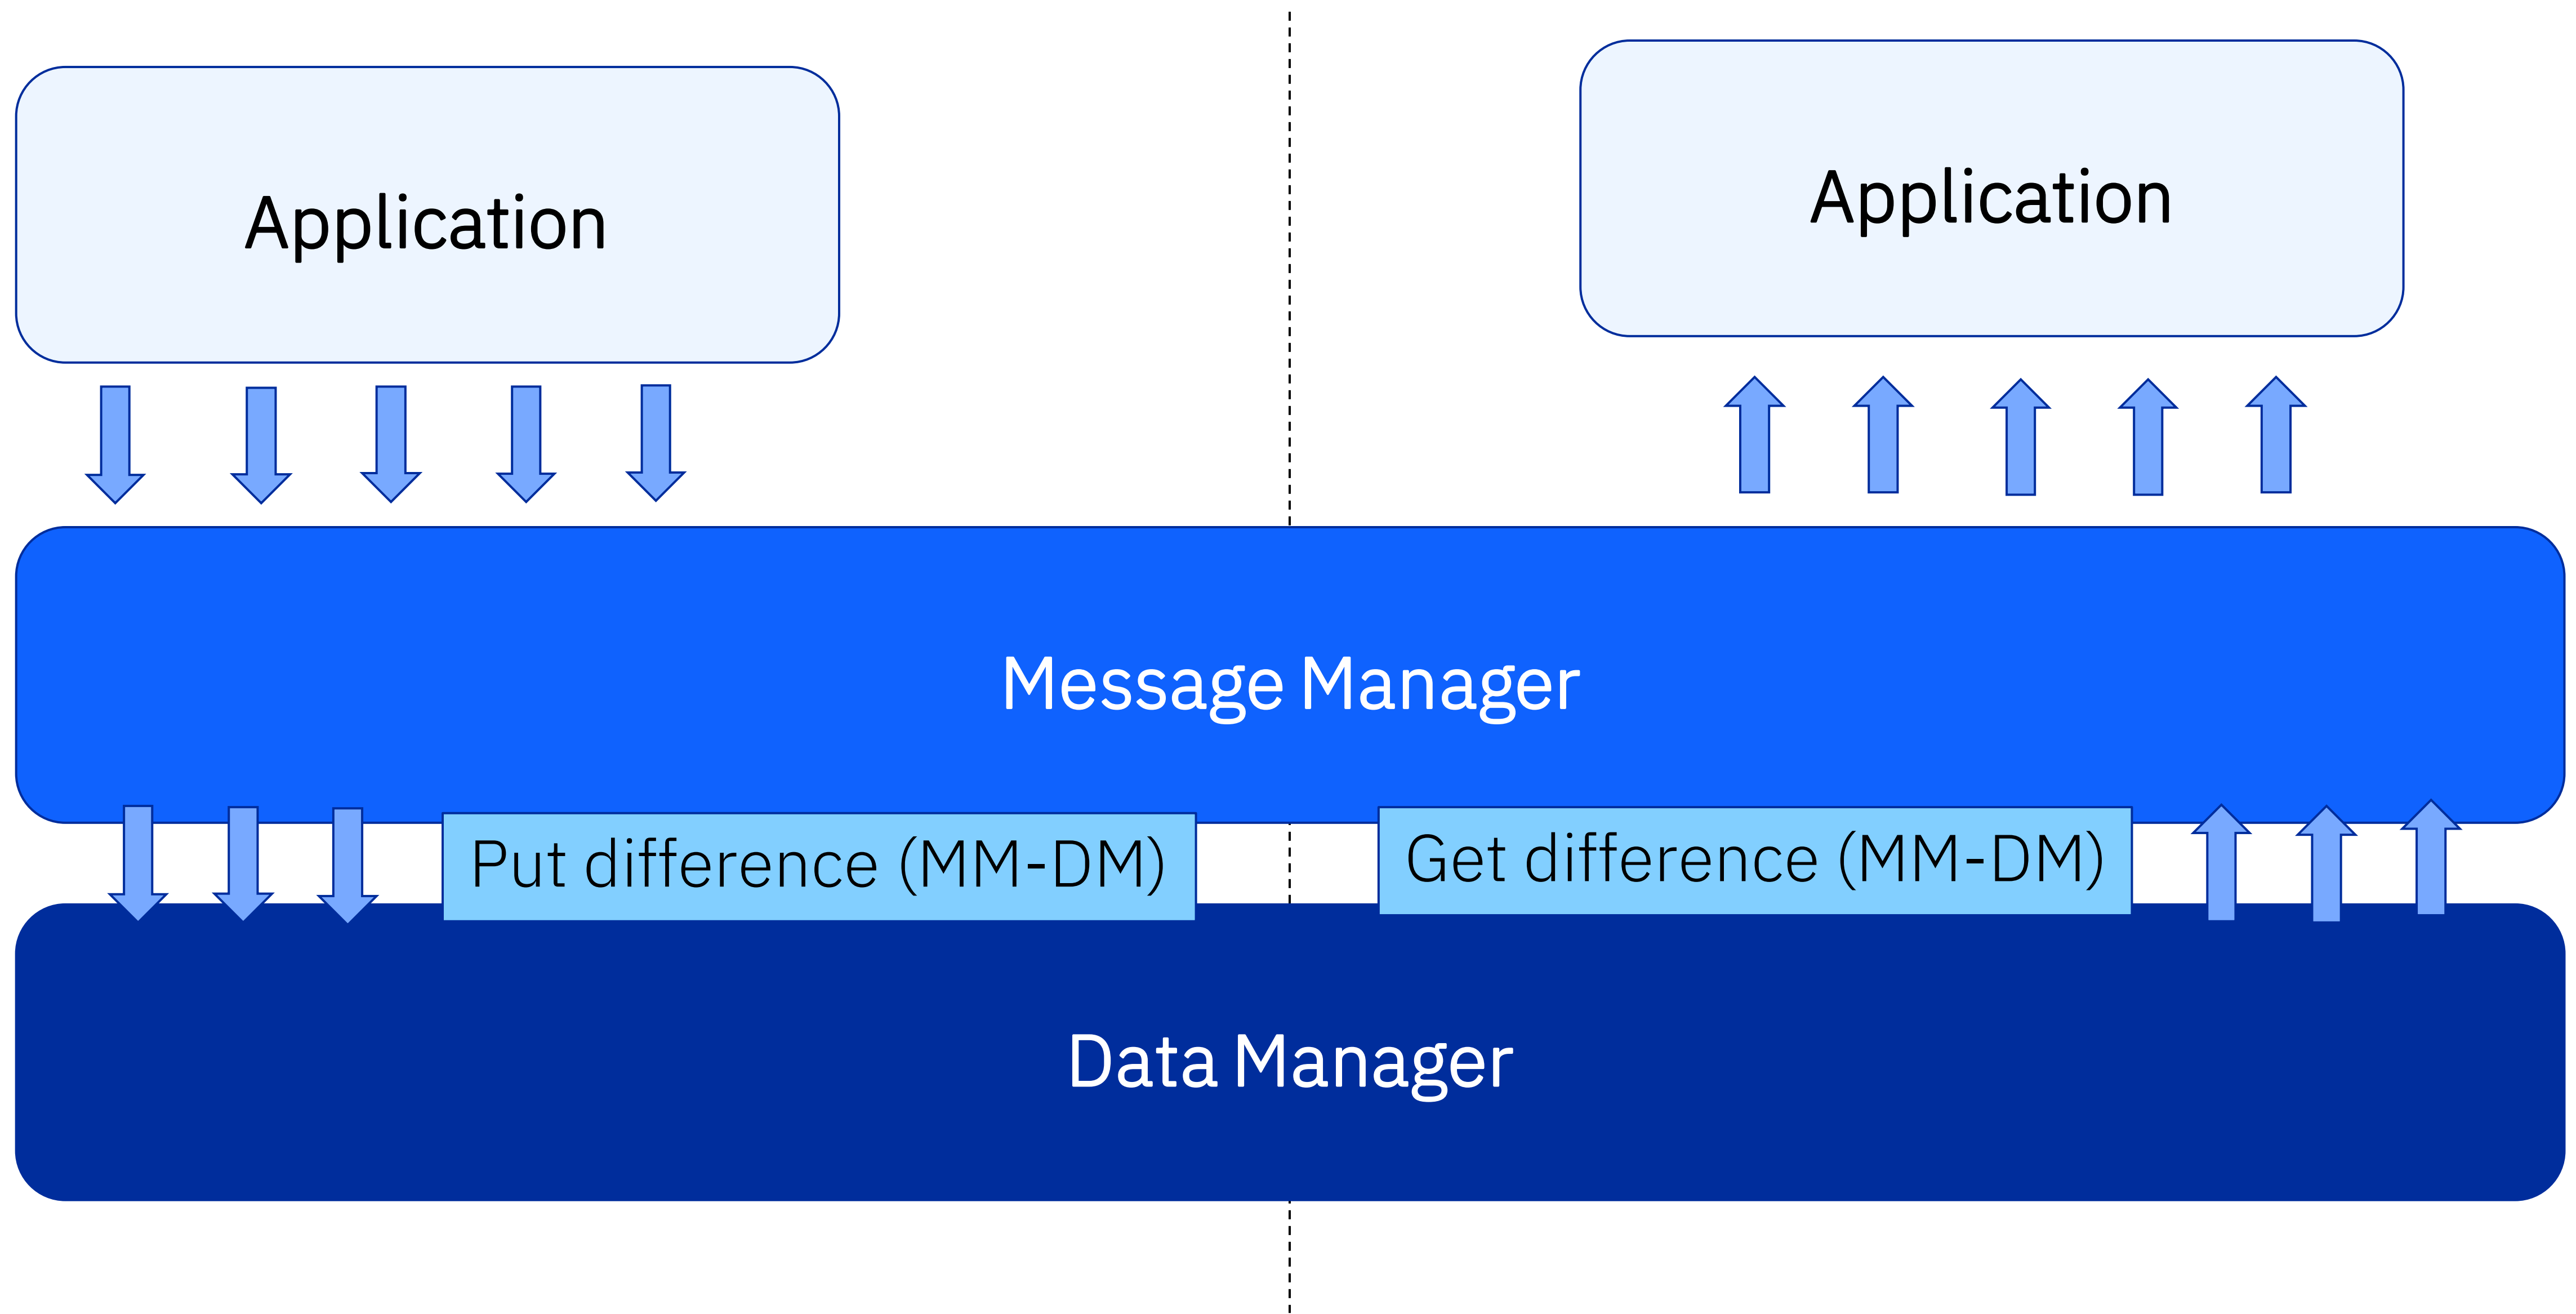 Application
Application
Message Manager
Put difference (MM-DM)
Get difference (MM-DM)
Data Manager